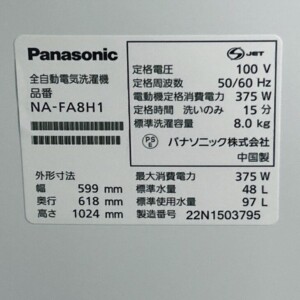 Panasonic
全自動電気洗濯機
品番
NA-FA8H1
外形寸法
幅 599 mm
奥行 618 mm
高さ 1024 mm
S JET
定格電圧 100 V
定格周波数 50/60 Hz
電動機定格消費電力 375 W
定格時間 洗いのみ 15 分
標準洗濯容量 8.0 kg
PS E パナソニック株式会社
中国製
最大消費電力 375 W
標準水量 48 L
標準使用水量 97 L
製造番号 22N1503795